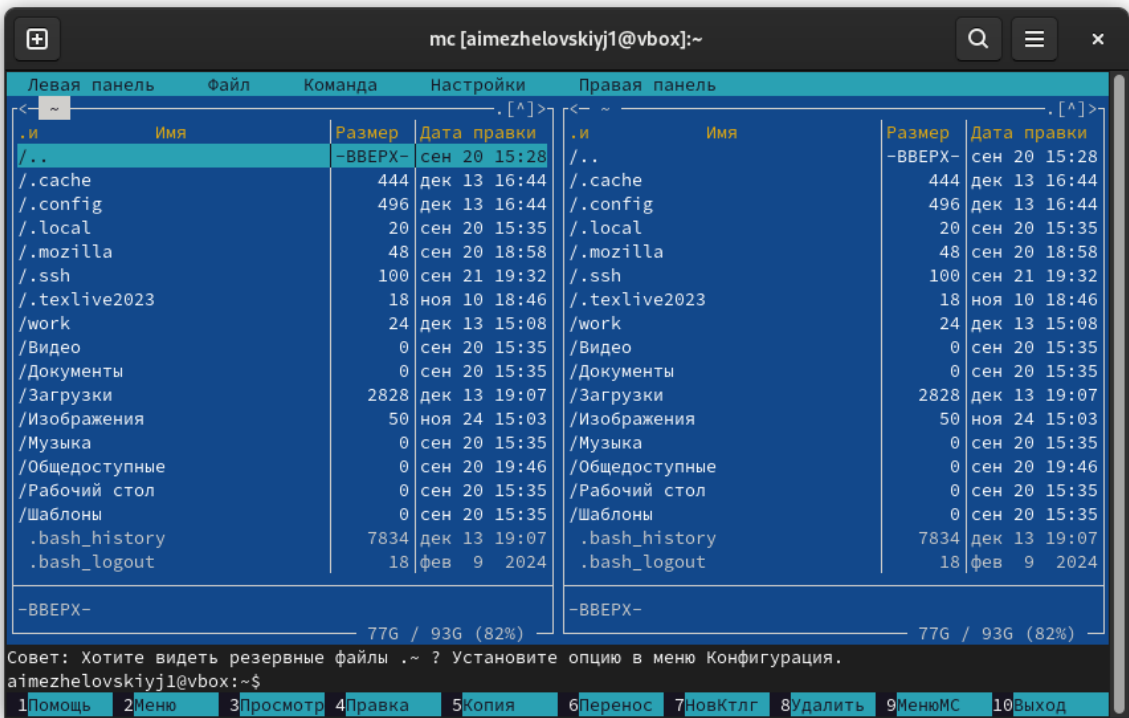 mc [aimezhelovskiyj1@vbox]:~
Левая панель Файл Команда Настройки Правая панель
<— ~ .[^]> <— ~ .[^]>
.и Имя Размер Дата правки .и Имя Размер Дата правки
/.. -ВВЕРХ- сен 20 15:28 /.. -ВВЕРХ- сен 20 15:28
/.cache 444 дек 13 16:44 /.cache 444 дек 13 16:44
/.config 496 дек 13 16:44 /.config 496 дек 13 16:44
/.local 20 сен 20 15:35 /.local 20 сен 20 15:35
/.mozilla 48 сен 20 18:58 /.mozilla 48 сен 20 18:58
/.ssh 100 сен 21 19:32 /.ssh 100 сен 21 19:32
/.texlive2023 18 ноя 10 18:46 /.texlive2023 18 ноя 10 18:46
/work 24 дек 13 15:08 /work 24 дек 13 15:08
/Видео 0 сен 20 15:35 /Видео 0 сен 20 15:35
/Документы 0 сен 20 15:35 /Документы 0 сен 20 15:35
/Загрузки 2828 дек 13 19:07 /Загрузки 2828 дек 13 19:07
/Изображения 50 ноя 24 15:03 /Изображения 50 ноя 24 15:03
/Музыка 0 сен 20 15:35 /Музыка 0 сен 20 15:35
/Общедоступные 0 сен 20 19:46 /Общедоступные 0 сен 20 19:46
/Рабочий стол 0 сен 20 15:35 /Рабочий стол 0 сен 20 15:35
/Шаблоны 0 сен 20 15:35 /Шаблоны 0 сен 20 15:35
.bash_history 7834 дек 13 19:07 .bash_history 7834 дек 13 19:07
.bash_logout 18 фев 9 2024 .bash_logout 18 фев 9 2024
-ВВЕРХ- -ВВЕРХ-
77G / 93G (82%) 77G / 93G (82%)
Совет: Хотите видеть резервные файлы .~ ? Установите опцию в меню Конфигурация.
aimezhelovskiyj1@vbox:~$
1Помощь 2Меню 3Просмотр 4Правка 5Копия 6Перенос 7НовКтлг 8Удалить 9МенюМС 10Выход